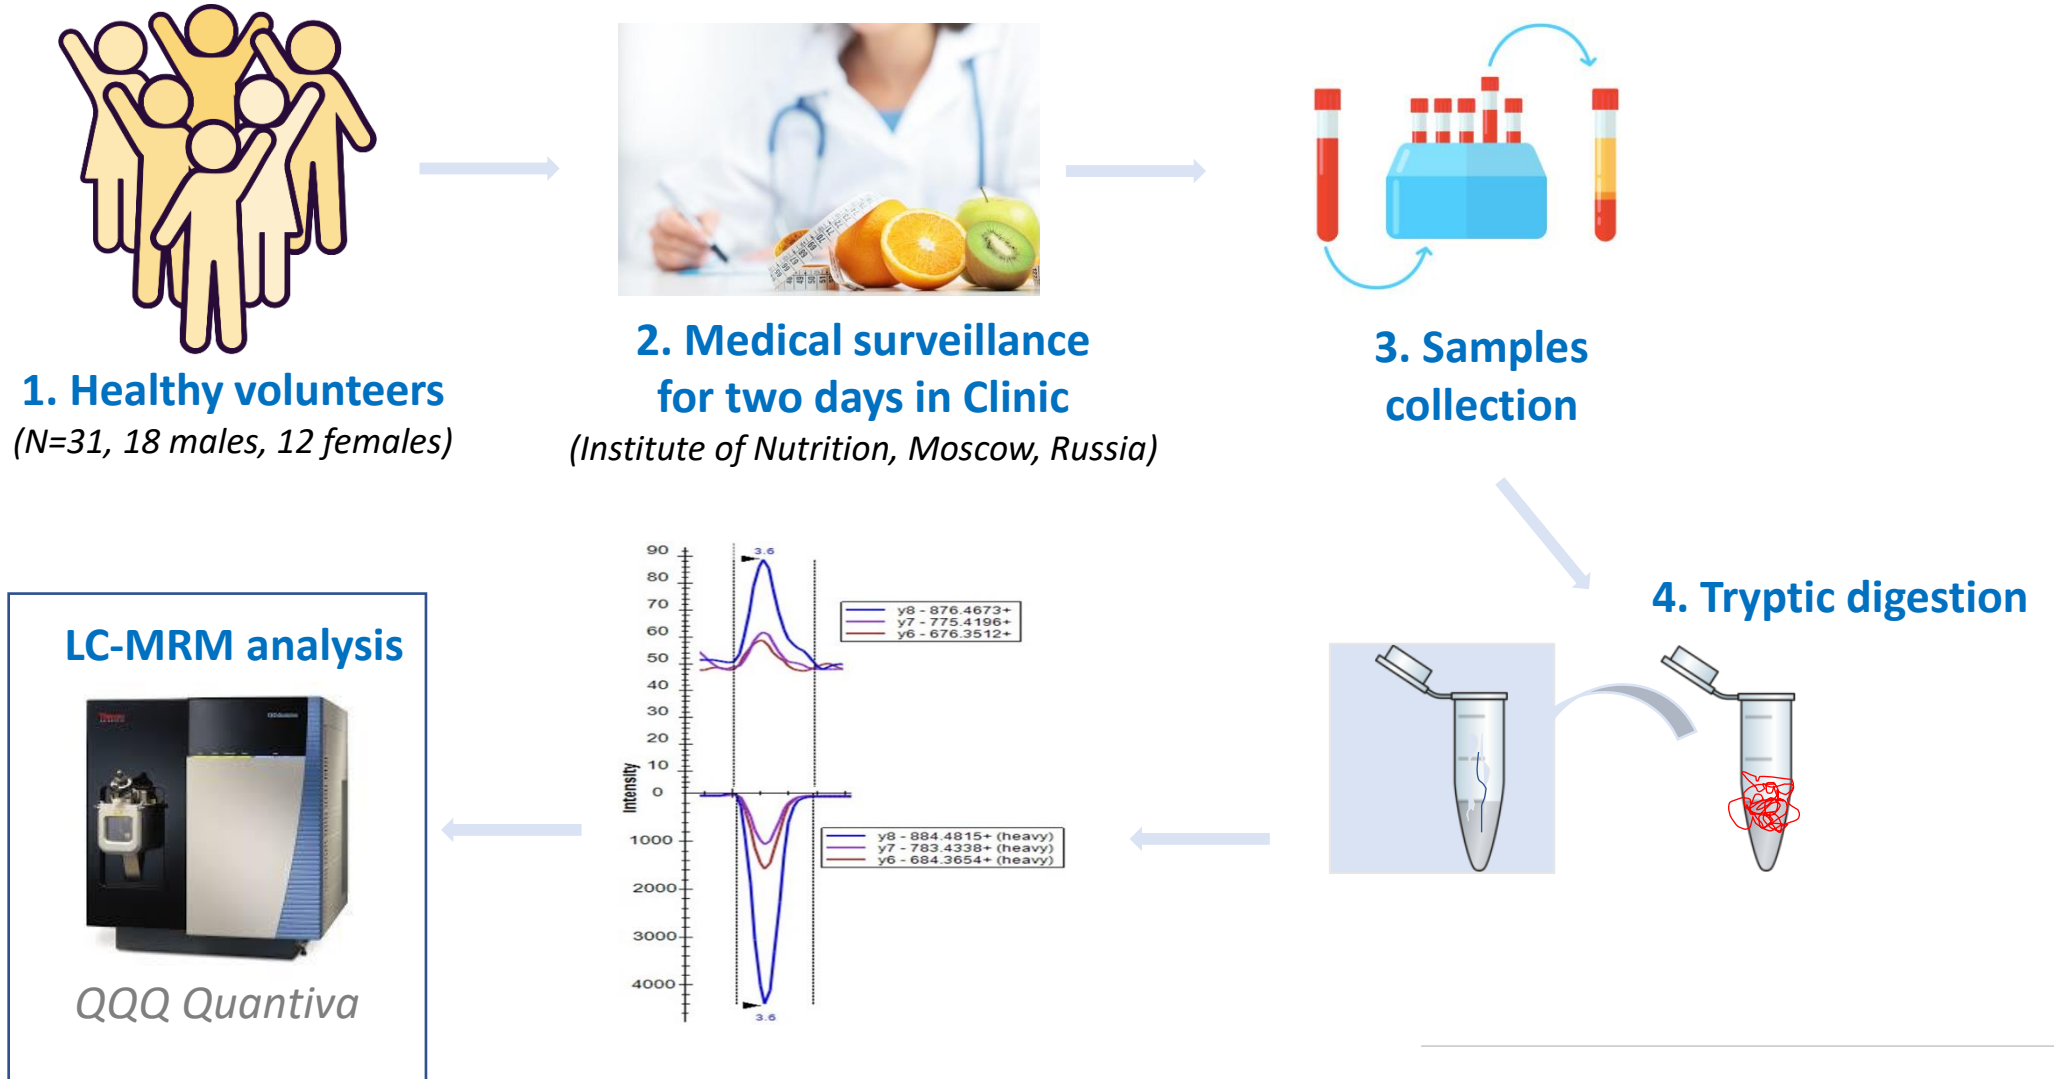 1. Healthy volunteers
(N=31, 18 males, 12 females)
2. Medical surveillance
for two days in Clinic
(Institute of Nutrition, Moscow, Russia)
3. Samples
collection
4. Tryptic digestion
90
80
70
60
50
40
30
20
10
0
1000
2000
3000
4000
Intensity
3.6
y8 - 876.4673+
y7 - 775.4196+
y6 - 676.3512+
y8 - 884.4815+ (heavy)
y7 - 783.4338+ (heavy)
y6 - 684.3654+ (heavy)
3.6
LC-MRM analysis
QQQ Quantiva